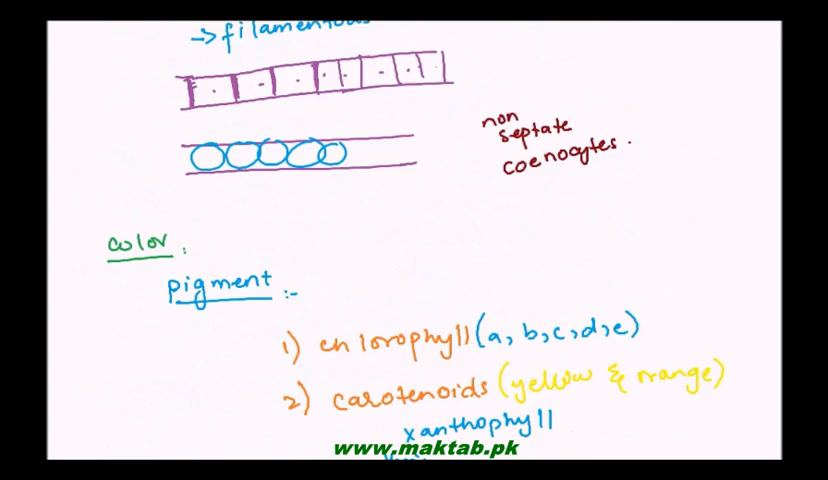 -> filamentous
non
septate
coenocytes.
color:
pigment :-
1) chlorophyll (a, b, c, d, e)
2) carotenoids (yellow & orange)
xanthophyll
www.maktab.pk